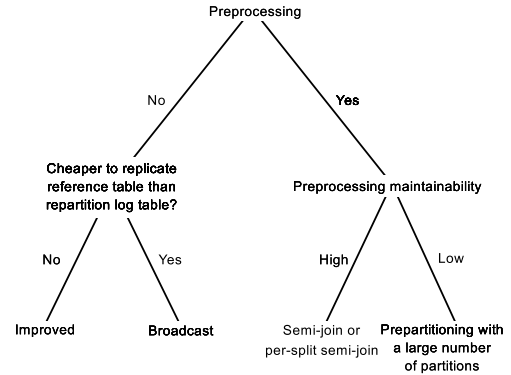 Preprocessing
No
Yes
Cheaper to replicate
reference table than
repartition log table?
Preprocessing maintainability
No
Yes
High
Low
Improved
Broadcast
Semi-join or
per-split semi-join
Prepartitioning with
a large number
of partitions